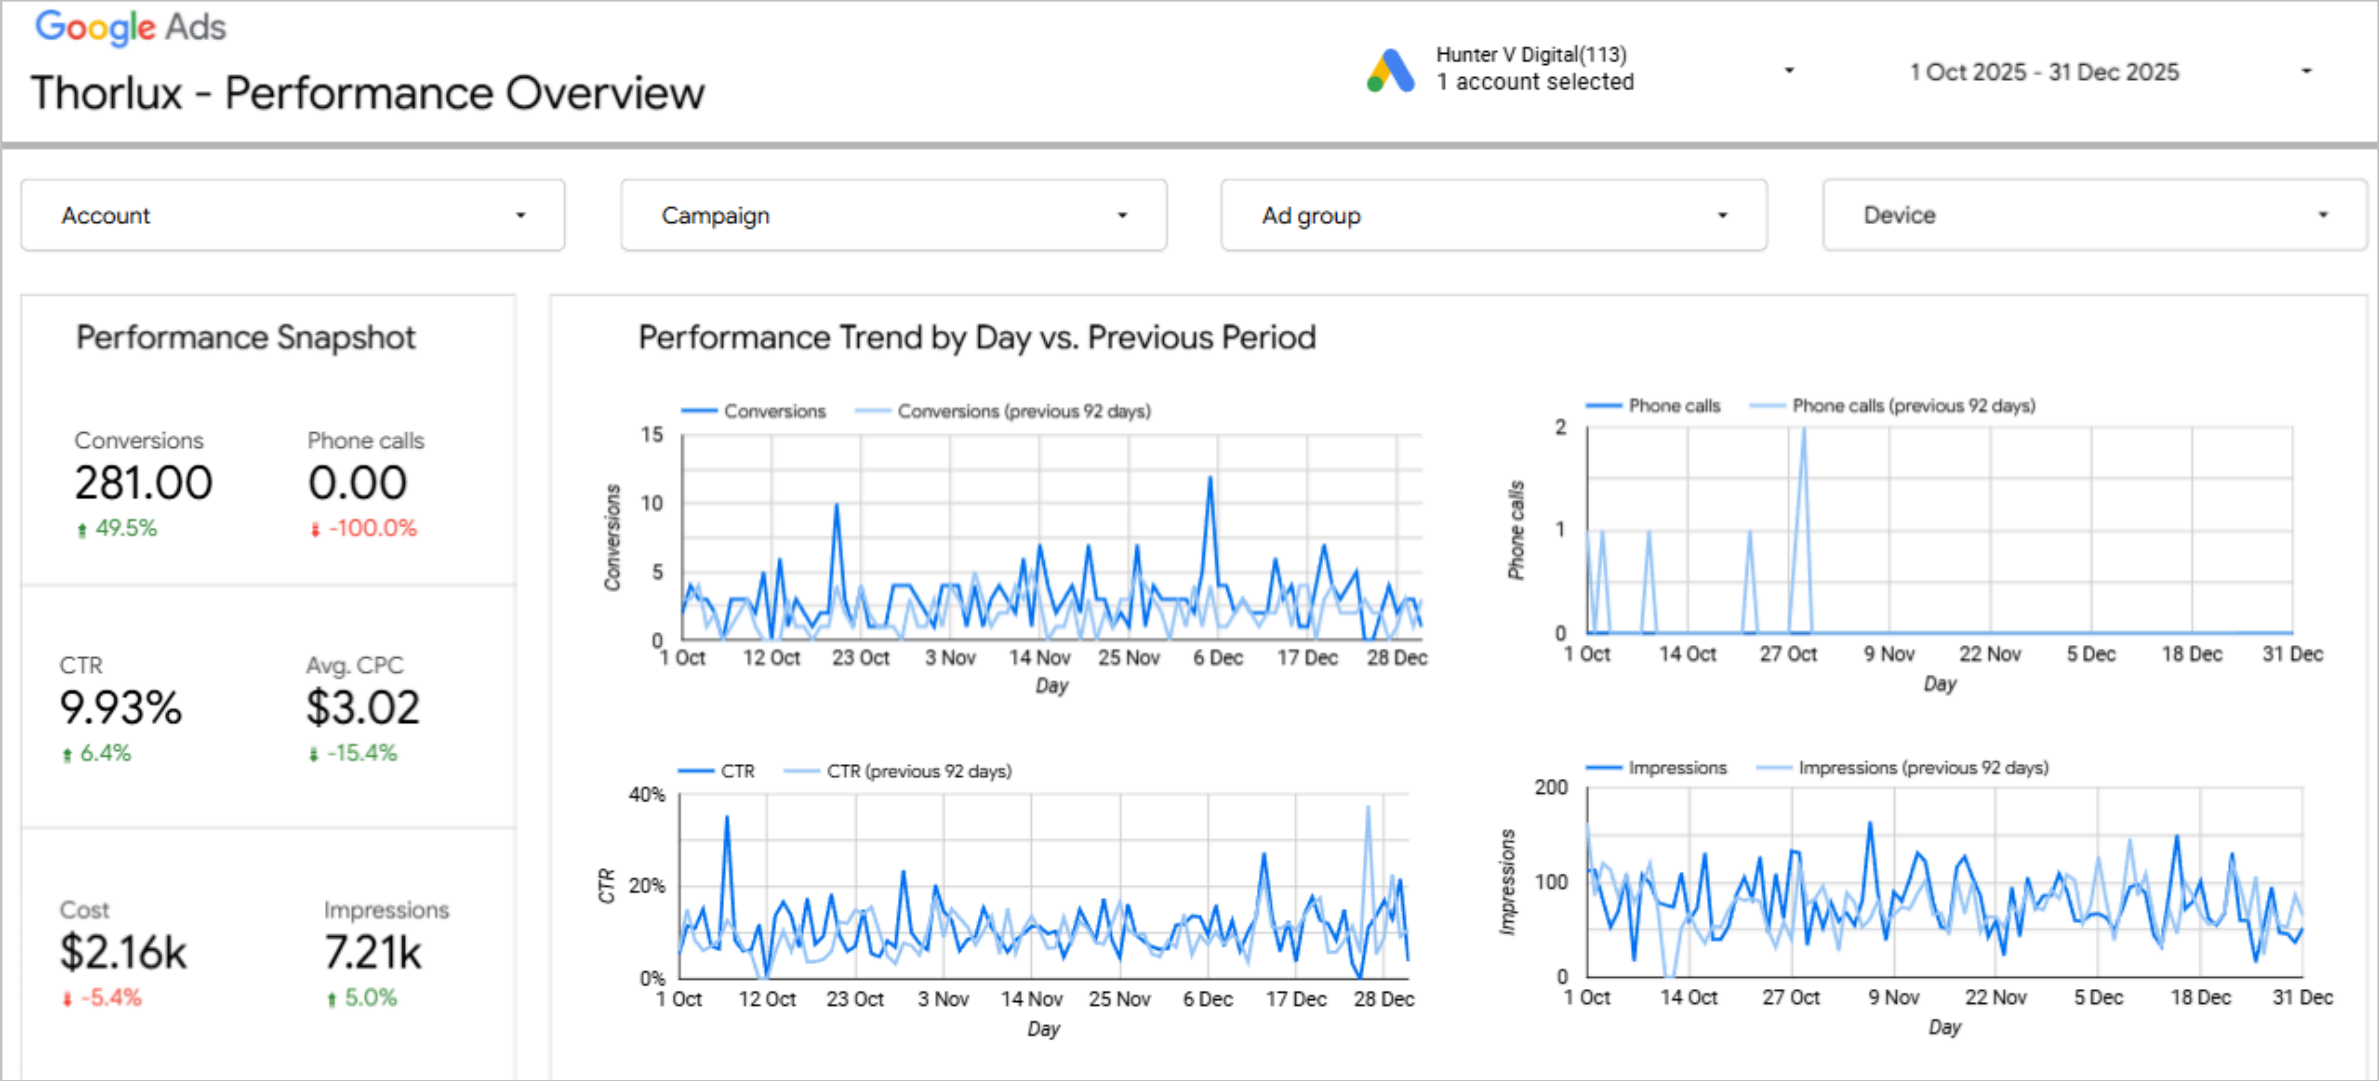 Google Ads
Thorlux - Performance Overview
Hunter V Digital(113)
1 account selected
1 Oct 2025 - 31 Dec 2025
Account
Campaign
Ad group
Device
Performance Snapshot
Conversions
281.00
49.5%
Phone calls
0.00
-100.0%
CTR
9.93%
6.4%
Avg. CPC
$3.02
-15.4%
Cost
$2.16k
-5.4%
Impressions
7.21k
5.0%
Performance Trend by Day vs. Previous Period
Conversions Conversions (previous 92 days)
15
10
5
0
Conversions
1 Oct 12 Oct 23 Oct 3 Nov 14 Nov 25 Nov 6 Dec 17 Dec 28 Dec
Day
Phone calls Phone calls (previous 92 days)
2
1
0
Phone calls
1 Oct 14 Oct 27 Oct 9 Nov 22 Nov 5 Dec 18 Dec 31 Dec
Day
CTR CTR (previous 92 days)
40%
20%
0%
CTR
1 Oct 12 Oct 23 Oct 3 Nov 14 Nov 25 Nov 6 Dec 17 Dec 28 Dec
Day
Impressions Impressions (previous 92 days)
200
100
0
Impressions
1 Oct 14 Oct 27 Oct 9 Nov 22 Nov 5 Dec 18 Dec 31 Dec
Day